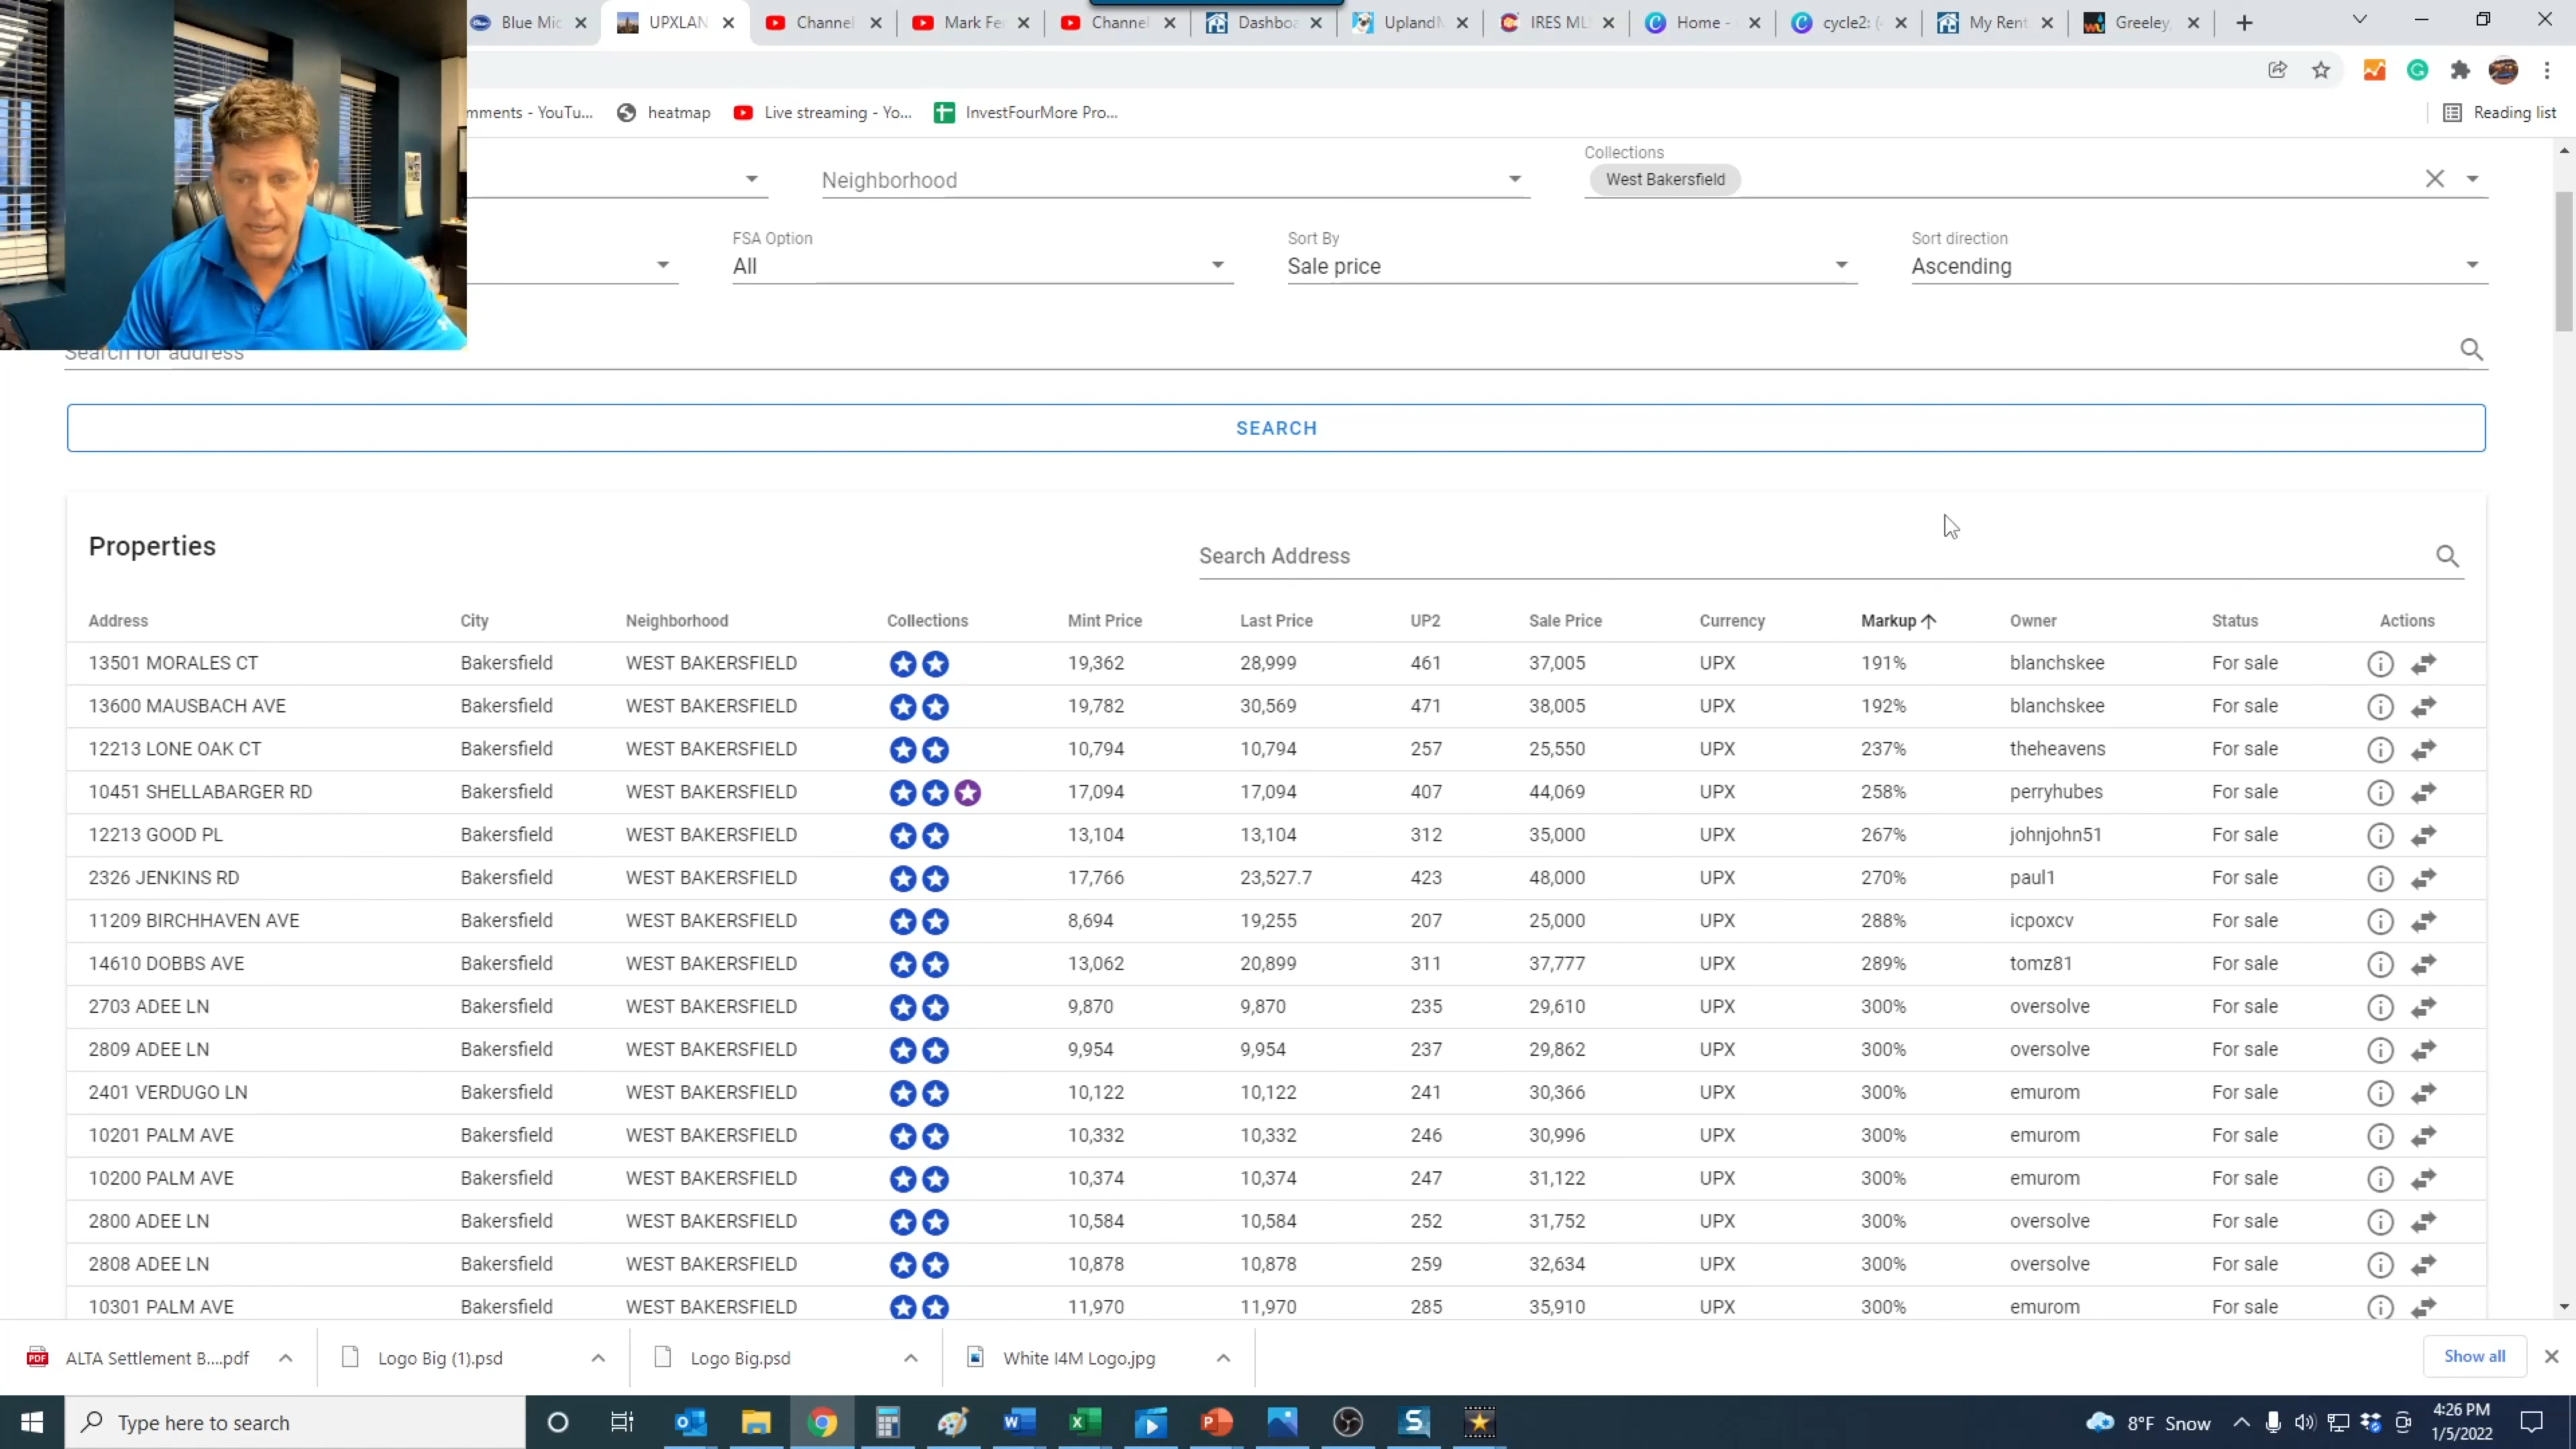 Blue Mic UPXLAN Channel Mark Fe Channel Dashbo Upland IRES ML Home - cycle2: ( My Rent Greeley,
mments - YouTu... heatmap Live streaming - Yo... InvestFourMore Pro... Reading list
Collections
Neighborhood West Bakersfield
FSA Option Sort By Sort direction
All Sale price Ascending
Search for address
SEARCH
Properties
Search Address
Address City Neighborhood Collections Mint Price Last Price UP2 Sale Price Currency Markup Owner Status Actions
13501 MORALES CT Bakersfield WEST BAKERSFIELD 19,362 28,999 461 37,005 UPX 191% blanchskee For sale
13600 MAUSBACH AVE Bakersfield WEST BAKERSFIELD 19,782 30,569 471 38,005 UPX 192% blanchskee For sale
12213 LONE OAK CT Bakersfield WEST BAKERSFIELD 10,794 10,794 257 25,550 UPX 237% theheavens For sale
10451 SHELLABARGER RD Bakersfield WEST BAKERSFIELD 17,094 17,094 407 44,069 UPX 258% perryhubes For sale
12213 GOOD PL Bakersfield WEST BAKERSFIELD 13,104 13,104 312 35,000 UPX 267% johnjohn51 For sale
2326 JENKINS RD Bakersfield WEST BAKERSFIELD 17,766 23,527.7 423 48,000 UPX 270% paul1 For sale
11209 BIRCHHAVEN AVE Bakersfield WEST BAKERSFIELD 8,694 19,255 207 25,000 UPX 288% icpoxcv For sale
14610 DOBBS AVE Bakersfield WEST BAKERSFIELD 13,062 20,899 311 37,777 UPX 289% tomz81 For sale
2703 ADEE LN Bakersfield WEST BAKERSFIELD 9,870 9,870 235 29,610 UPX 300% oversolve For sale
2809 ADEE LN Bakersfield WEST BAKERSFIELD 9,954 9,954 237 29,862 UPX 300% oversolve For sale
2401 VERDUGO LN Bakersfield WEST BAKERSFIELD 10,122 10,122 241 30,366 UPX 300% emurom For sale
10201 PALM AVE Bakersfield WEST BAKERSFIELD 10,332 10,332 246 30,996 UPX 300% emurom For sale
10200 PALM AVE Bakersfield WEST BAKERSFIELD 10,374 10,374 247 31,122 UPX 300% emurom For sale
2800 ADEE LN Bakersfield WEST BAKERSFIELD 10,584 10,584 252 31,752 UPX 300% oversolve For sale
2808 ADEE LN Bakersfield WEST BAKERSFIELD 10,878 10,878 259 32,634 UPX 300% oversolve For sale
10301 PALM AVE Bakersfield WEST BAKERSFIELD 11,970 11,970 285 35,910 UPX 300% emurom For sale
ALTA Settlement B....pdf Logo Big (1).psd Logo Big.psd White I4M Logo.jpg Show all
Type here to search 8°F Snow 4:26 PM
1/5/2022